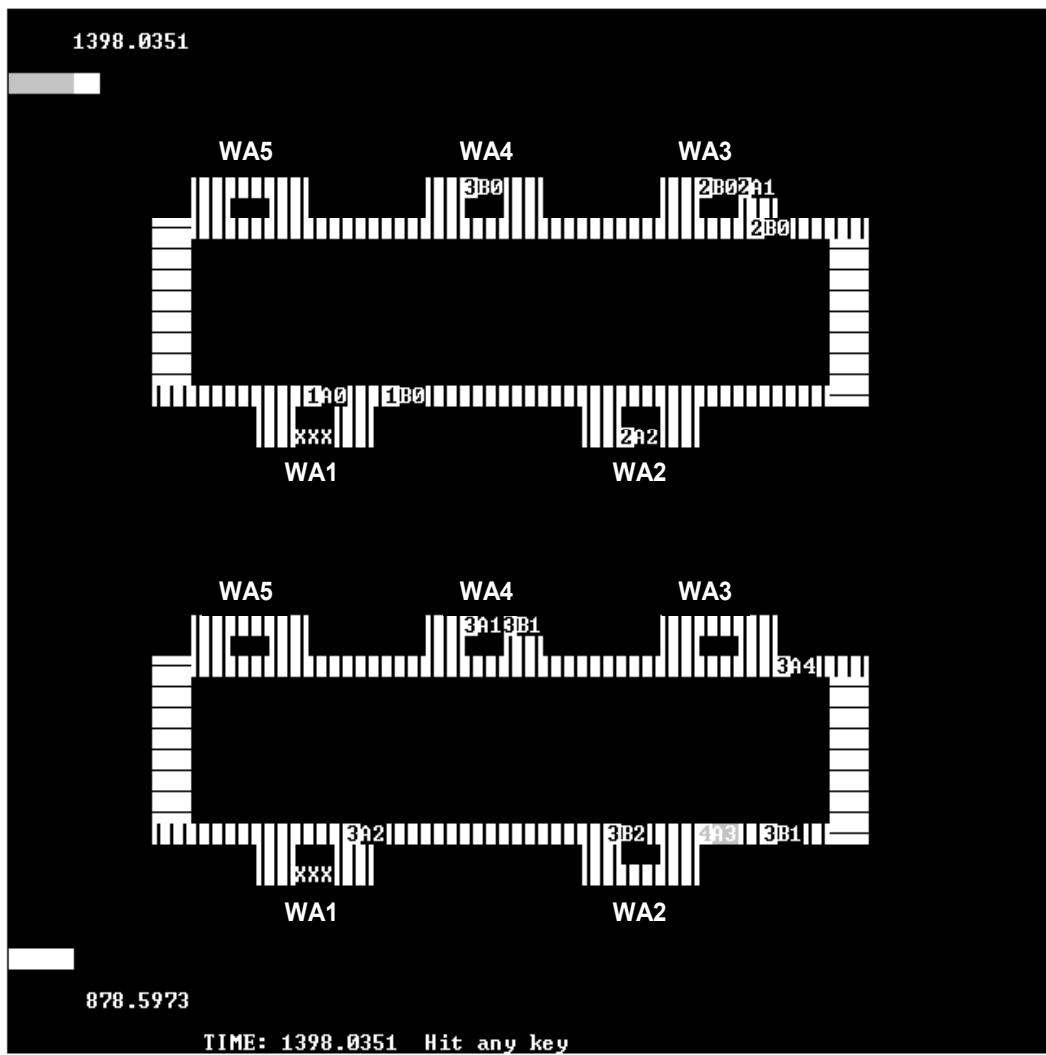 1398.0351
WA5 WA4 WA3
3B0 2B02A1
2B0
1A0 1B0
xxx 2A2
WA1 WA2
WA5 WA4 WA3
3A13B1
3A4
3A2 3B2 4A3 3B1
xxx
WA1 WA2
878.5973
TIME: 1398.0351 Hit any key